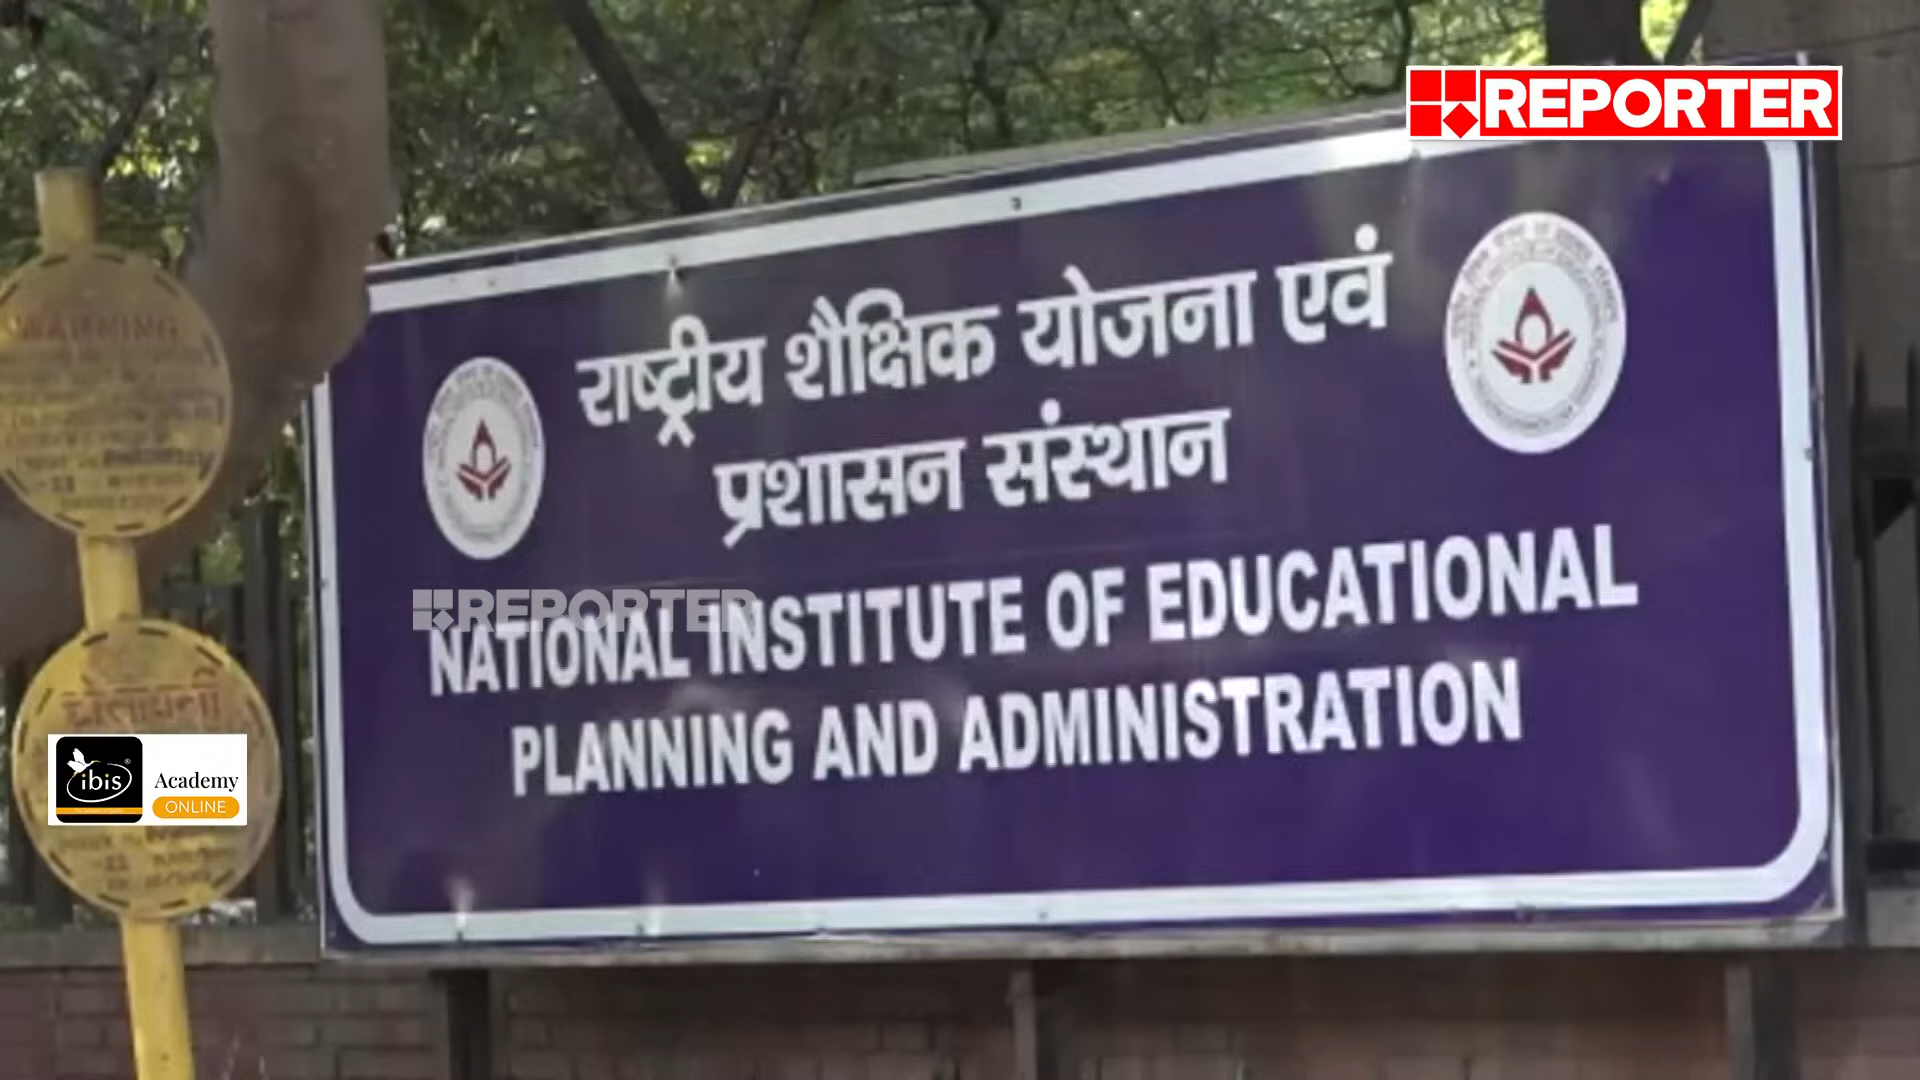 REPORTER
राष्ट्रीय शैक्षिक योजना एवं
प्रशासन संस्थान
REPORTER
NATIONAL INSTITUTE OF EDUCATIONAL
PLANNING AND ADMINISTRATION
WARNING
ibis
Academy
ONLINE